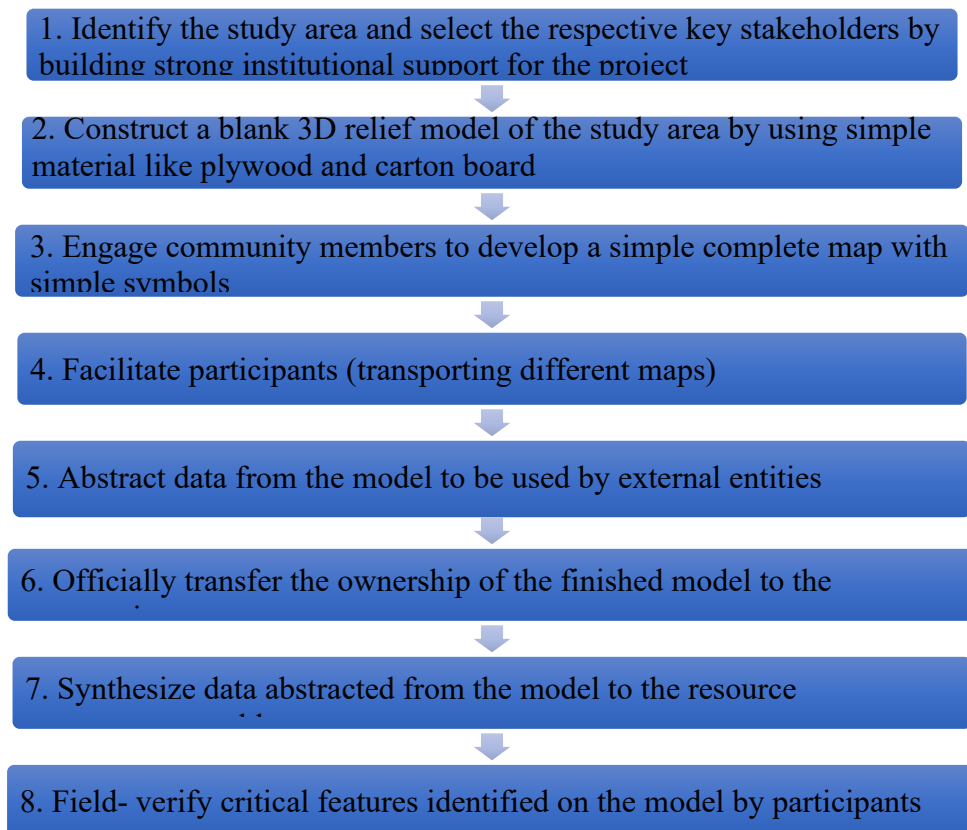 1. Identify the study area and select the respective key stakeholders by
building strong institutional support for the project
2. Construct a blank 3D relief model of the study area by using simple
material like plywood and carton board
3. Engage community members to develop a simple complete map with
simple symbols
4. Facilitate participants (transporting different maps)
5. Abstract data from the model to be used by external entities
6. Officially transfer the ownership of the finished model to the
7. Synthesize data abstracted from the model to the resource
8. Field- verify critical features identified on the model by participants